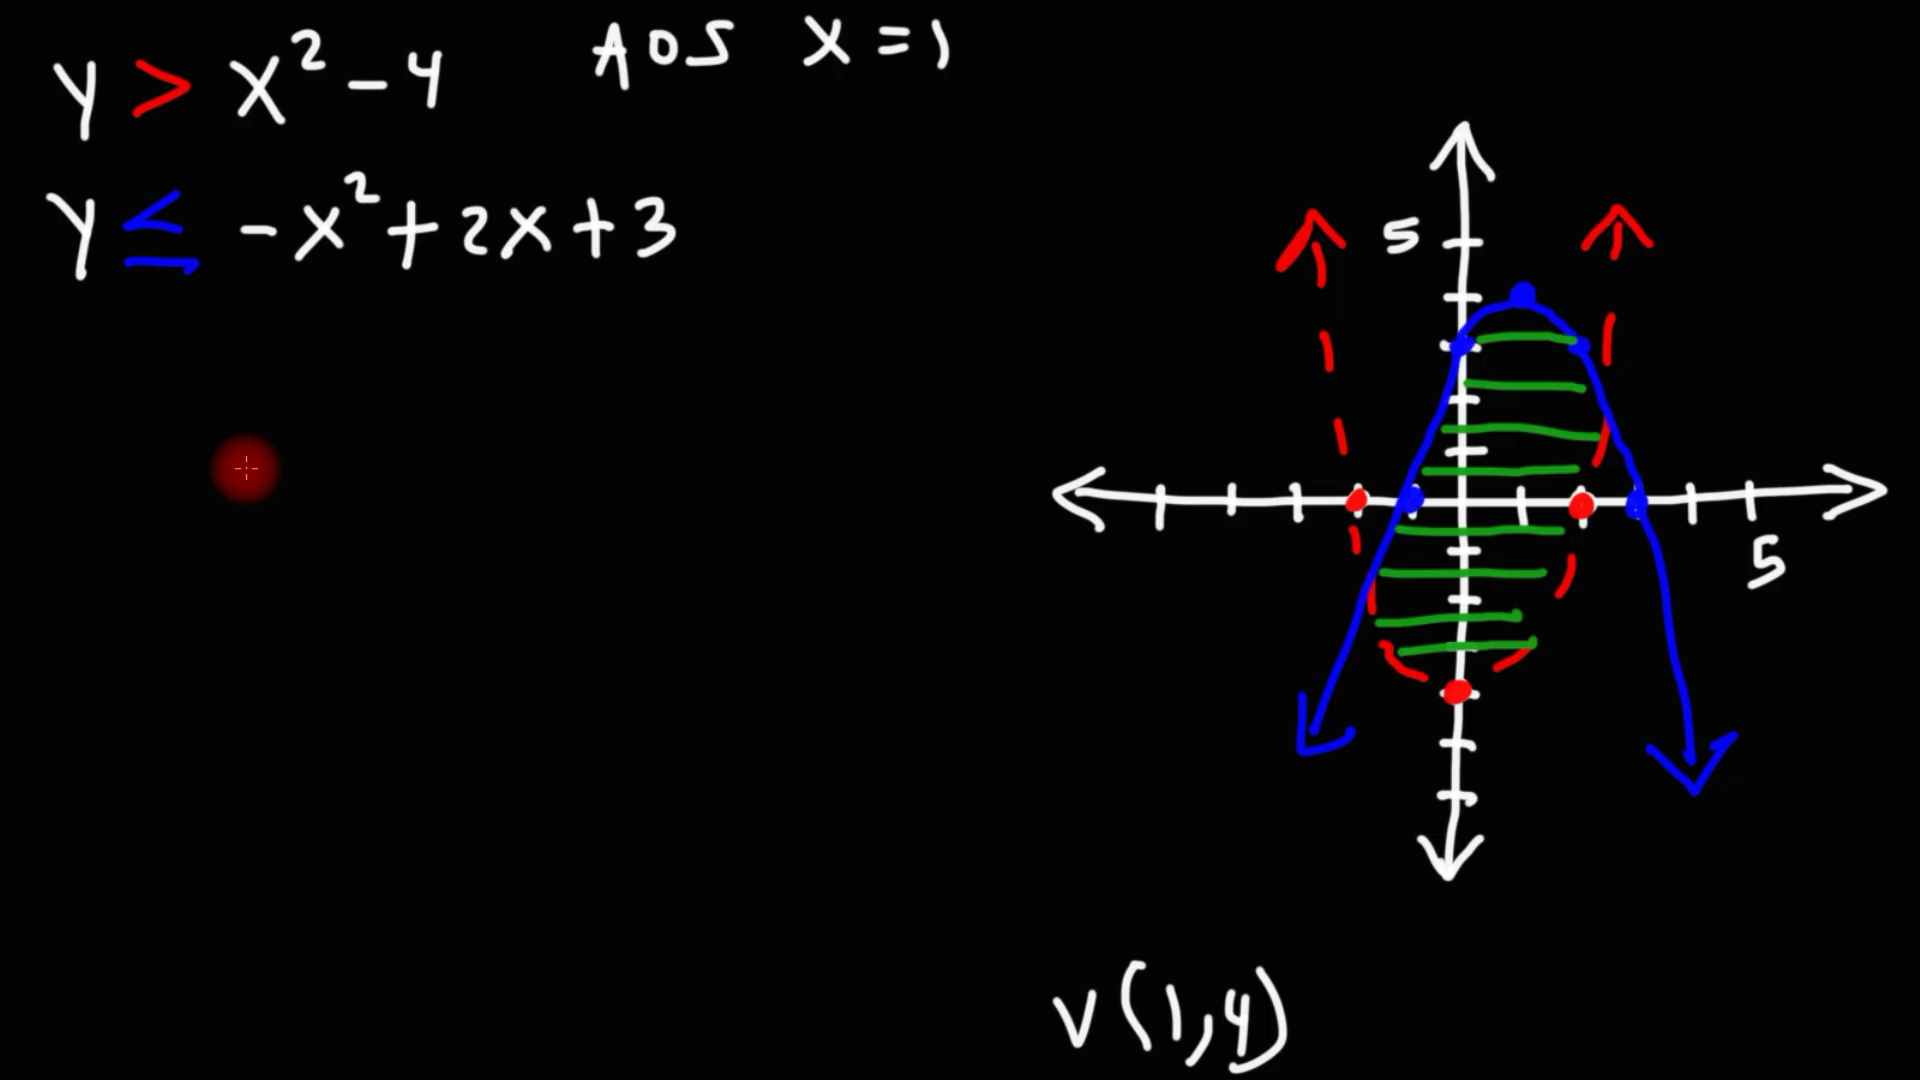 y > x² - 4 AOS x = 1
y ≤ -x² + 2x + 3
5
5
V(1,4)